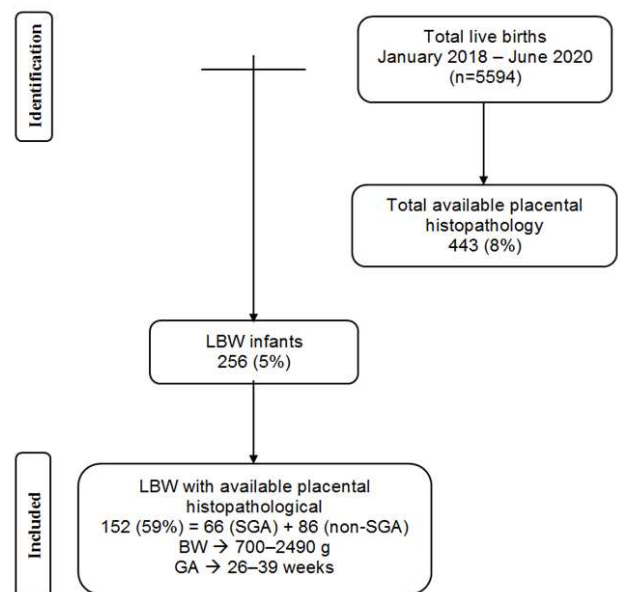 Identification
Total live births
January 2018 – June 2020
(n=5594)
Total available placental
histopathology
443 (8%)
LBW infants
256 (5%)
Included
LBW with available placental
histopathological
152 (59%) = 66 (SGA) + 86 (non-SGA)
BW → 700–2490 g
GA → 26–39 weeks